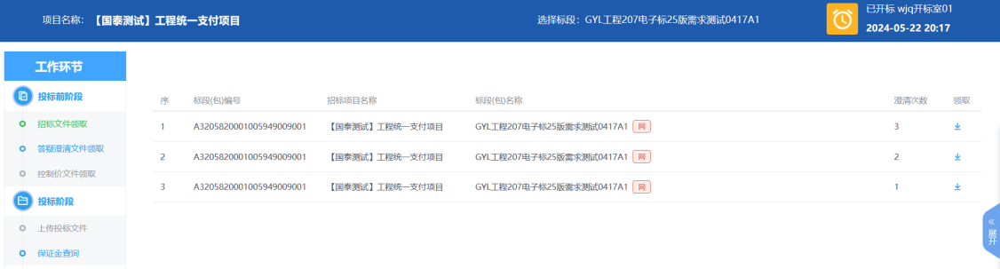 项目名称： 【国泰测试】工程统一支付项目
选择标段：GYL工程207电子标25版需求测试0417A1
已开标 wjq开标室01
2024-05-22 20:17
工作环节
投标前阶段
招标文件领取
答疑澄清文件领取
控制价文件领取
投标阶段
上传投标文件
保证金查询
序 标段(包)编号 招标项目名称 标段(包)名称 澄清次数 领取
1 A3205820001005949009001 【国泰测试】工程统一支付项目 GYL工程207电子标25版需求测试0417A1 网 3
2 A3205820001005949009001 【国泰测试】工程统一支付项目 GYL工程207电子标25版需求测试0417A1 网 2
3 A3205820001005949009001 【国泰测试】工程统一支付项目 GYL工程207电子标25版需求测试0417A1 网 1
展开